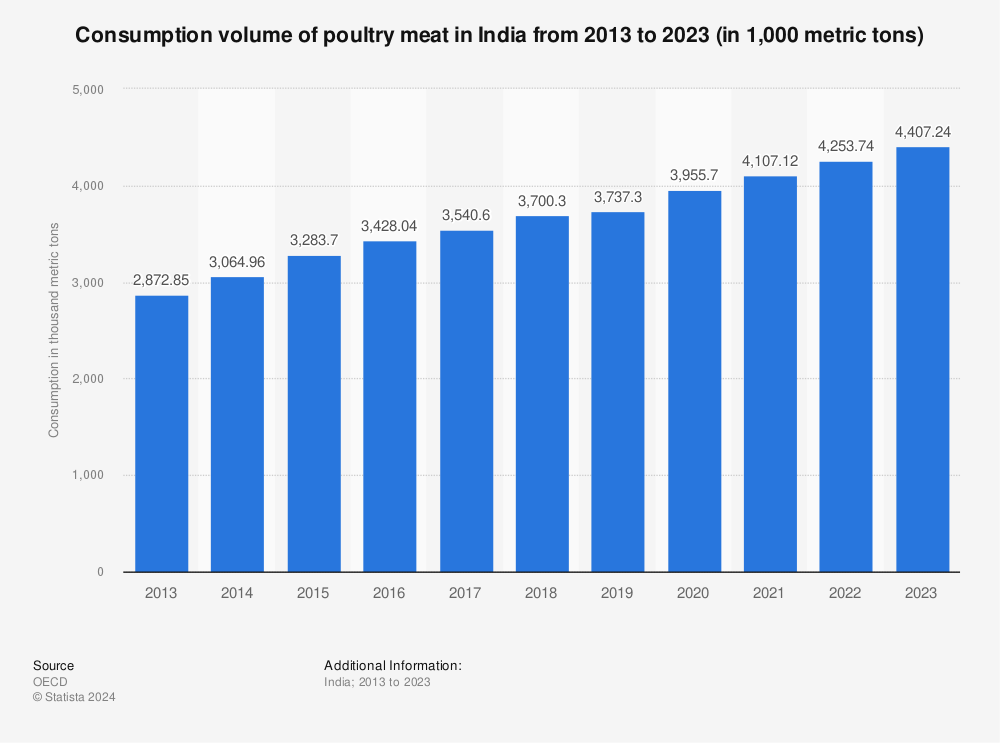 Consumption volume of poultry meat in India from 2013 to 2023 (in 1,000 metric tons)
Consumption in thousand metric tons
5,000
4,000
3,000
2,000
1,000
0
2,872.85
3,064.96
3,283.7
3,428.04
3,540.6
3,700.3
3,737.3
3,955.7
4,107.12
4,253.74
4,407.24
2013 2014 2015 2016 2017 2018 2019 2020 2021 2022 2023
Source
OECD
© Statista 2024
Additional Information:
India; 2013 to 2023